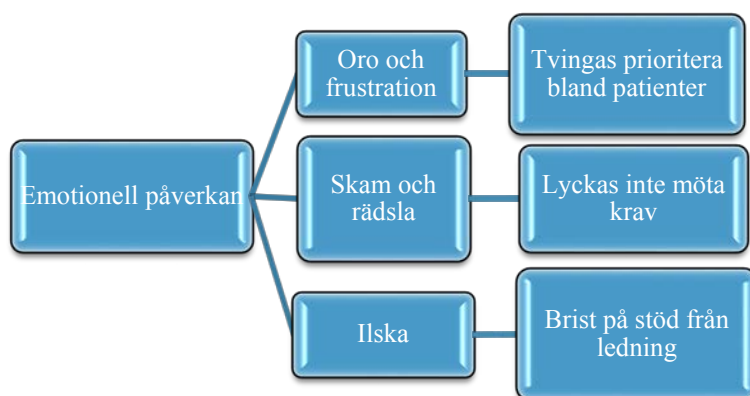 Emotionell påverkan
Oro och
frustration
Tvingas prioritera
bland patienter
Skam och
rädsla
Lyckas inte möta
krav
Ilska
Brist på stöd från
ledning